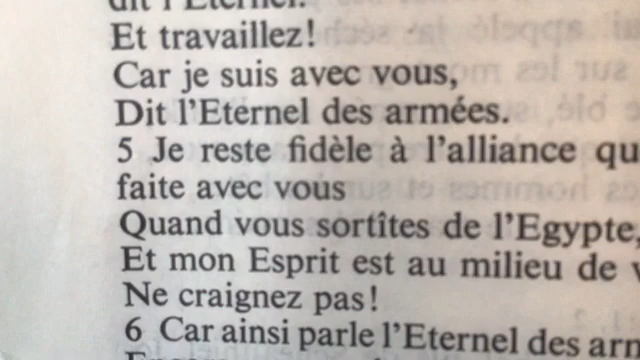 dit l'Eternel.
Et travaillez!
Car je suis avec vous,
Dit l'Eternel des armées.
5 Je reste fidèle à l'alliance
faite avec vous
Quand vous sortîtes de l'Egypte,
Et mon Esprit est au milieu de
Ne craignez pas!
6 Car ainsi parle l'Eternel des